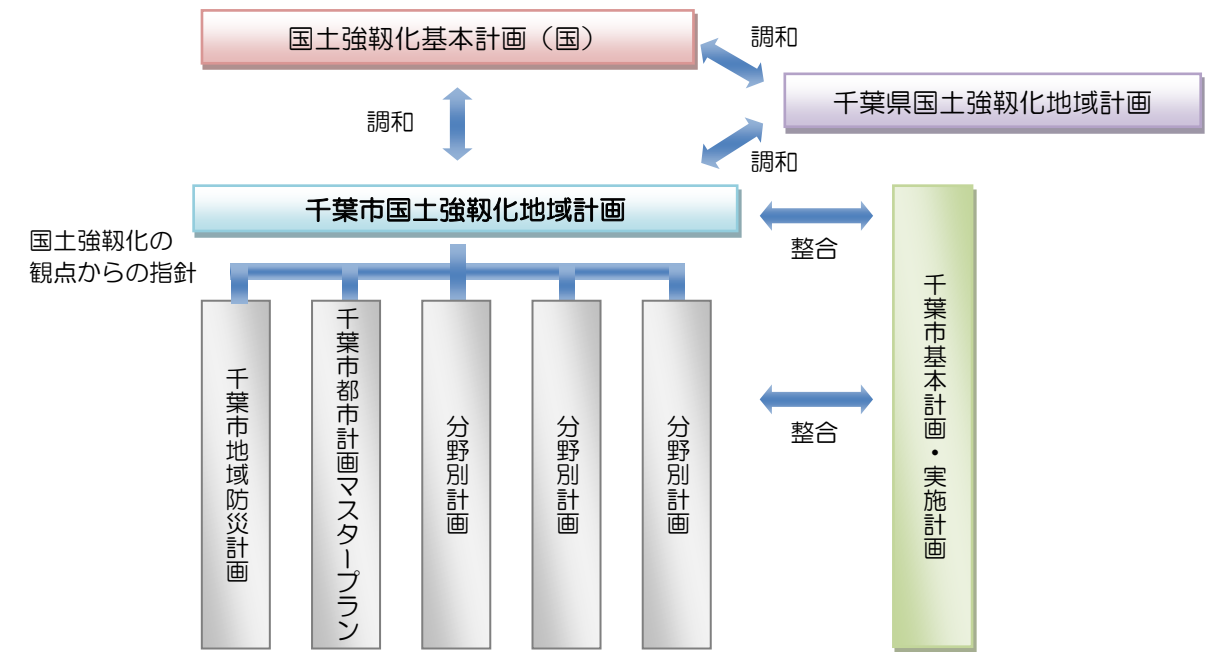 国土強靱化基本計画（国）
調和
千葉県国土強靱化地域計画
調和
調和
千葉市国土強靱化地域計画
整合
国土強靱化の
観点からの指針
千葉市地域防災計画
千葉市都市計画マスタープラン
分野別計画
分野別計画
分野別計画
整合
千葉市基本計画・実施計画